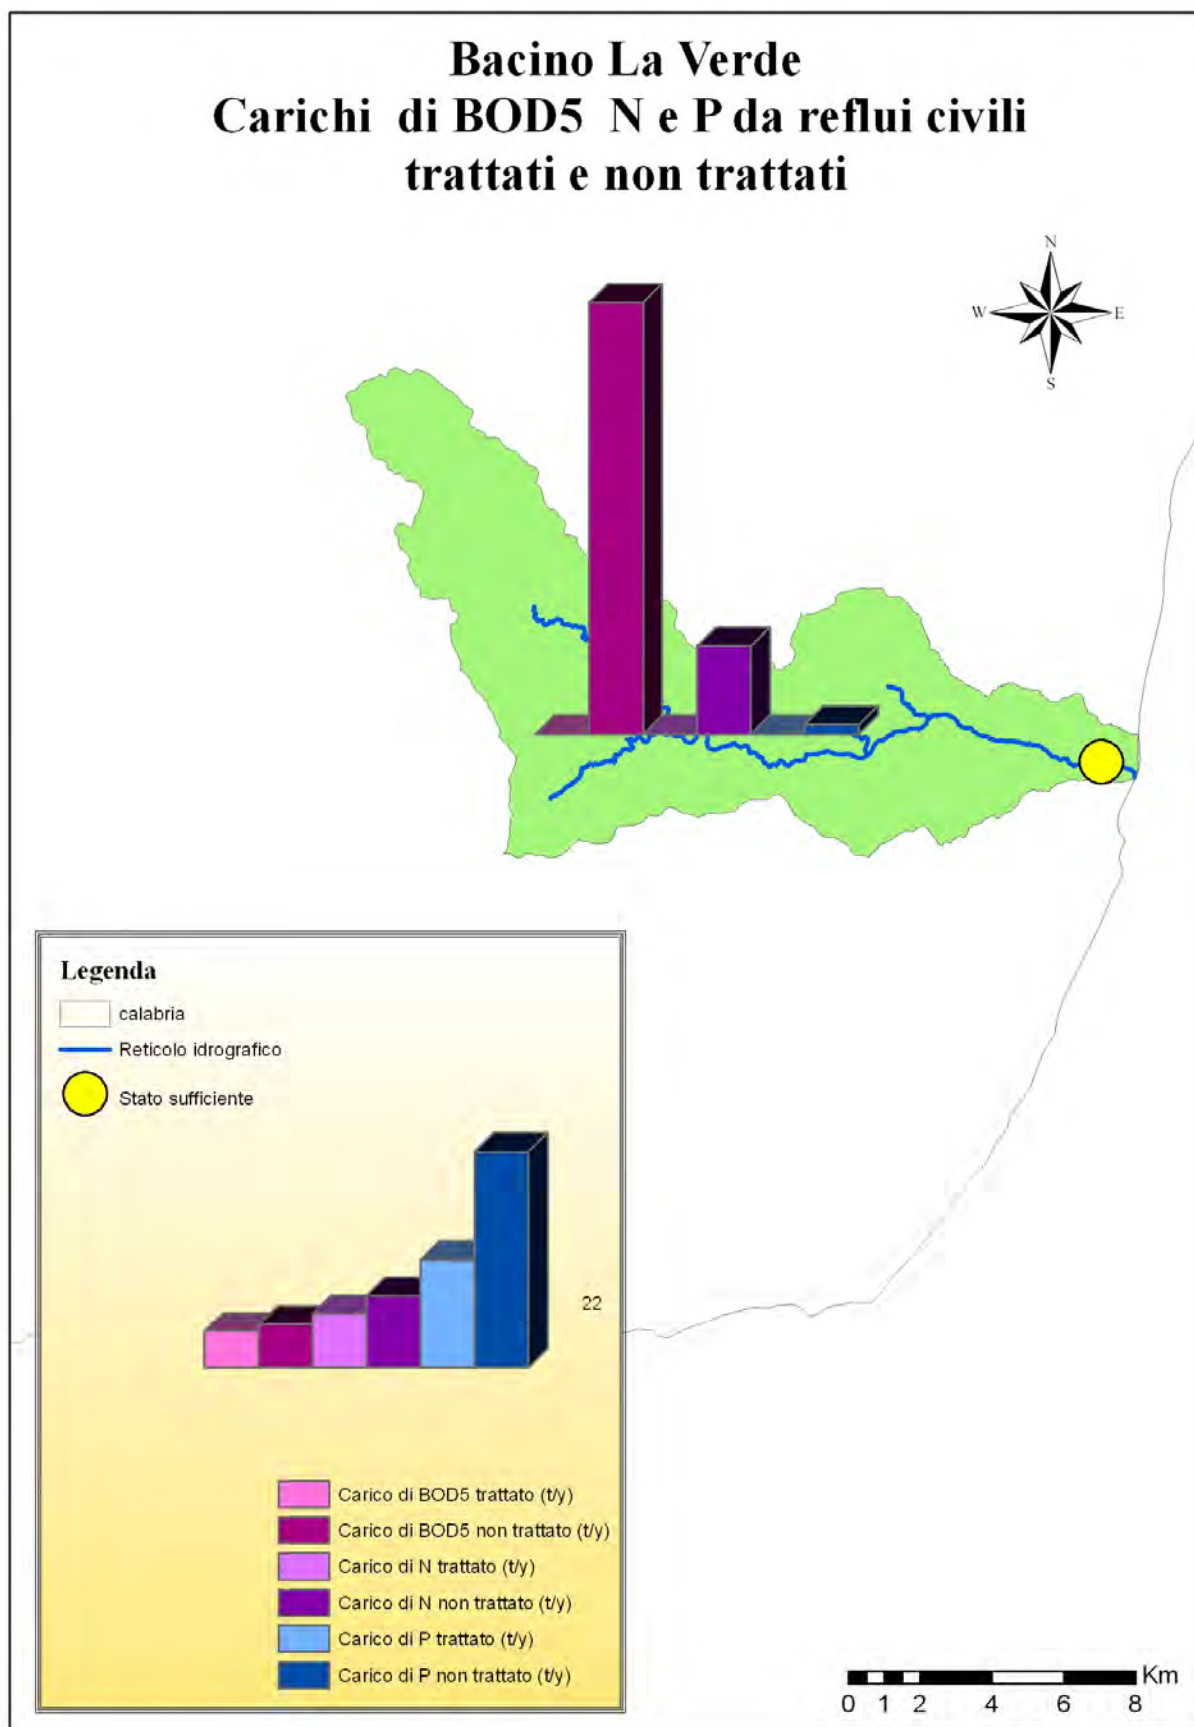 Bacino La Verde
Carichi di BOD5 N e P da reflui civili
trattati e non trattati
N
W
E
S
Legenda
calabria
Reticolo idrografico
Stato sufficiente
22
Carico di BOD5 trattato (t/y)
Carico di BOD5 non trattato (t/y)
Carico di N trattato (t/y)
Carico di N non trattato (t/y)
Carico di P trattato (t/y)
Carico di P non trattato (t/y)
Km
0 1 2 4 6 8